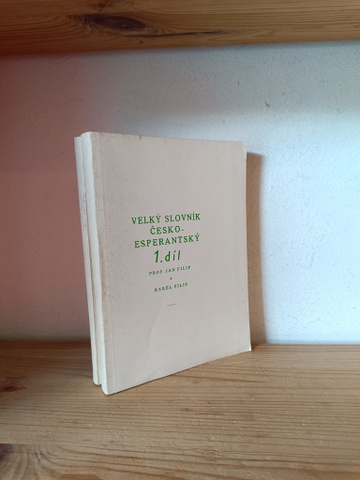 VELKÝ SLOVNÍK
ČESKO-
ESPERANTSKÝ
1. díl
PROF. JAN FILIP
a
KAREL FILIP